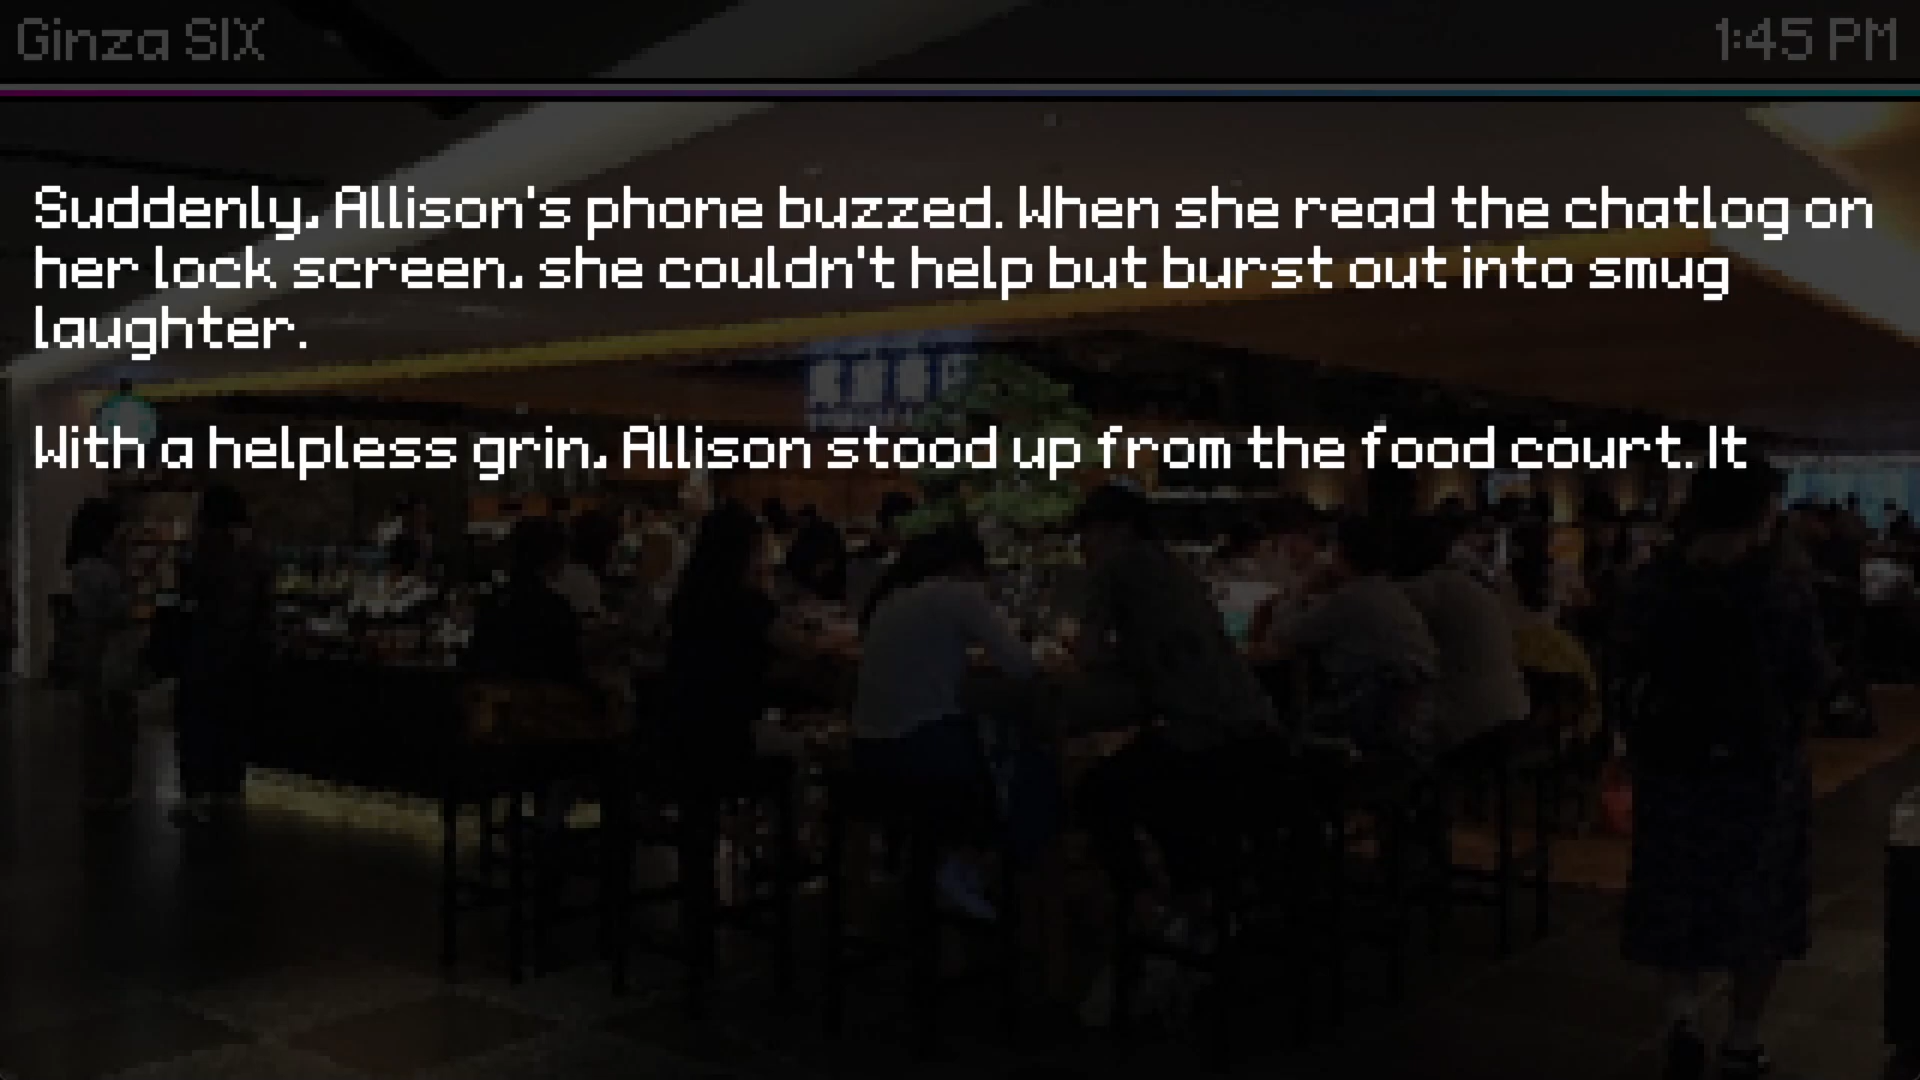 Ginza SIX
1:45 PM
Suddenly, Allison's phone buzzed. When she read the chatlog on
her lock screen, she couldn't help but burst out into smug
laughter.
With a helpless grin, Allison stood up from the food court. It